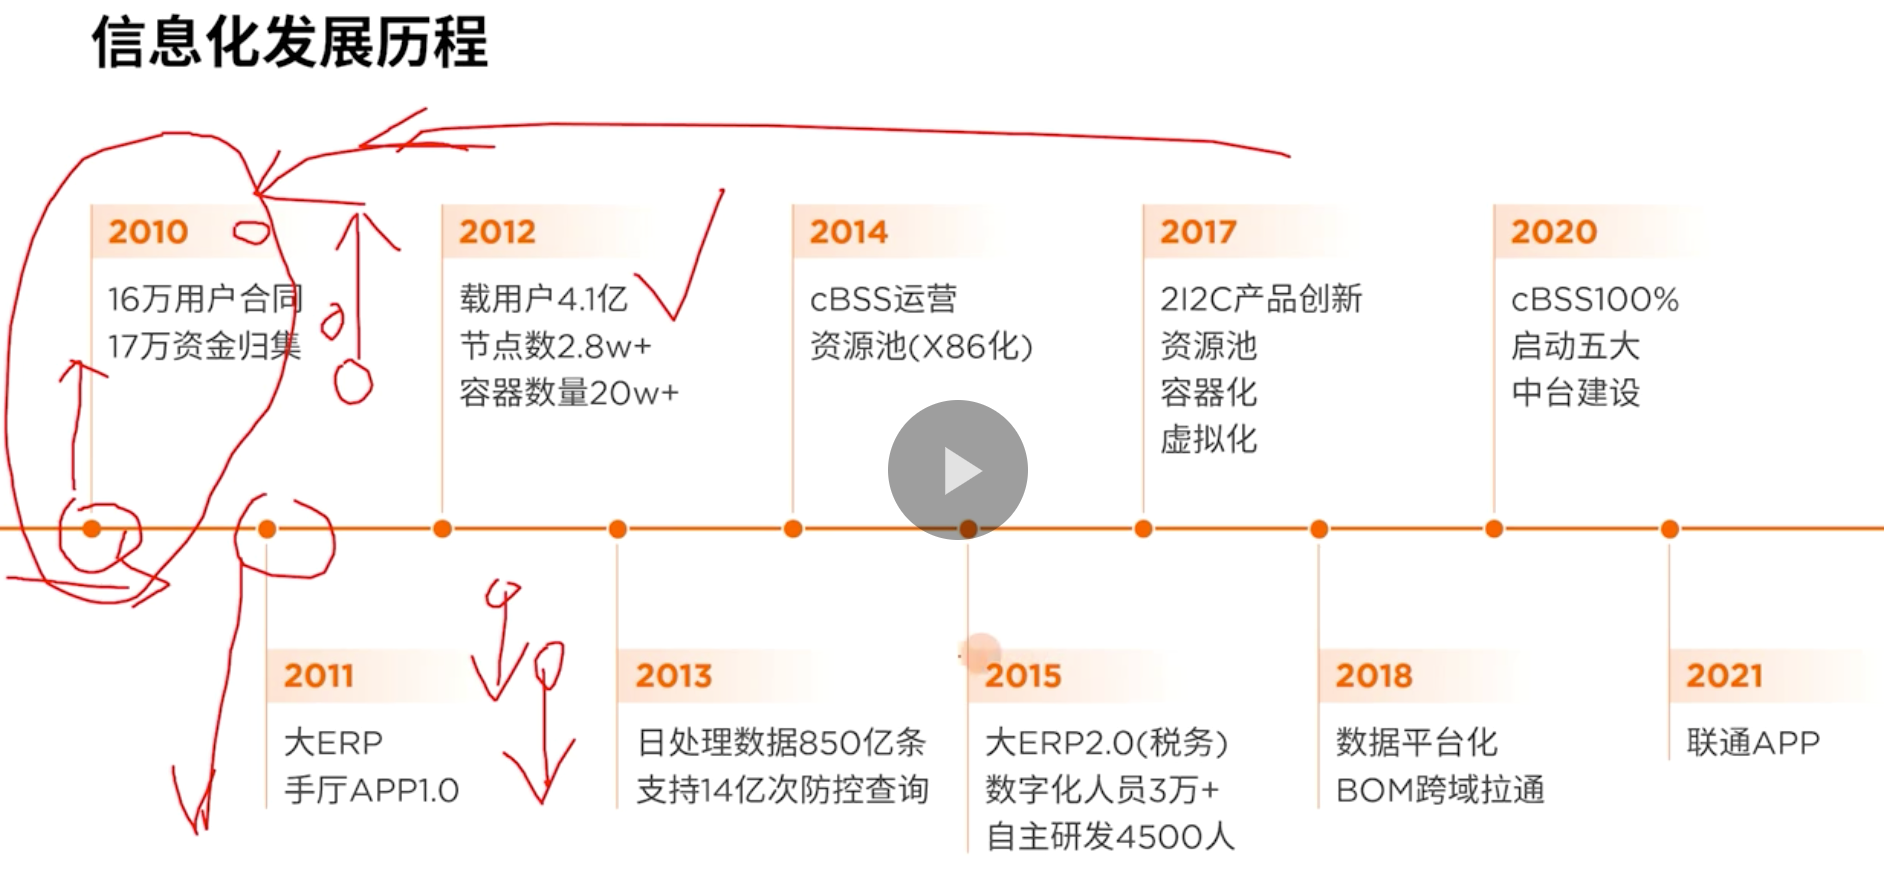 信息化发展历程
2010
16万用户合同
17万资金归集
2011
大ERP
手厅APP1.0
2012
载用户4.1亿
节点数2.8w+
容器数量20w+
2013
日处理数据850亿条
支持14亿次防控查询
2014
cBSS运营
资源池(X86化)
2015
大ERP2.0(税务)
数字化人员3万+
自主研发4500人
2017
2I2C产品创新
资源池
容器化
虚拟化
2018
数据平台化
BOM跨域拉通
2020
cBSS100%
启动五大
中台建设
2021
联通APP